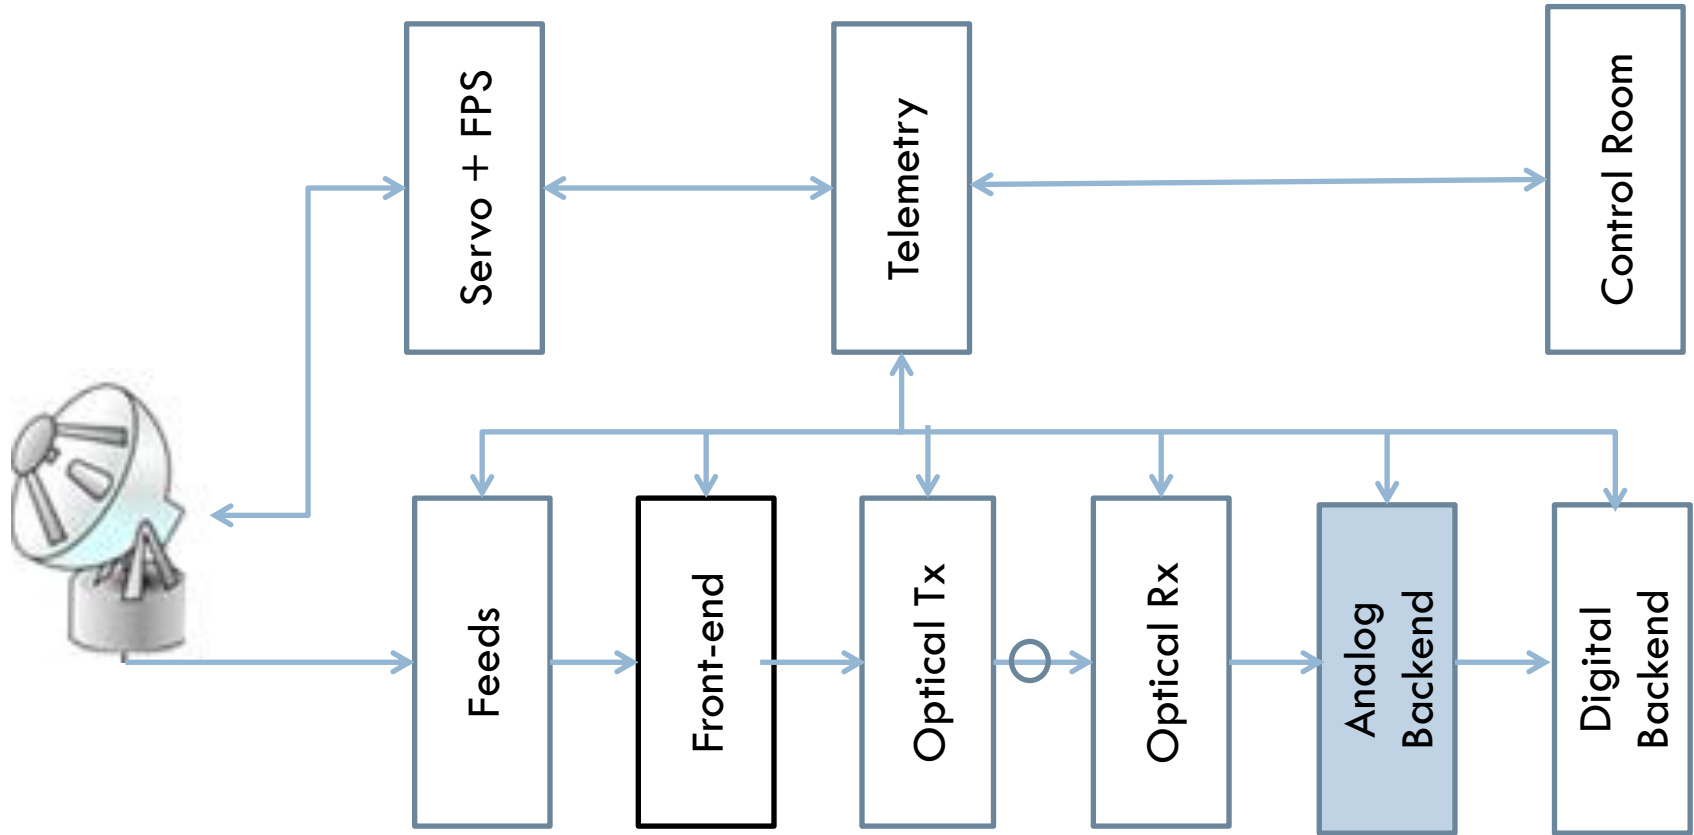 Servo + FPS
Telemetry
Control Room
Feeds
Front-end
Optical Tx
Optical Rx
Analog
Backend
Digital
Backend